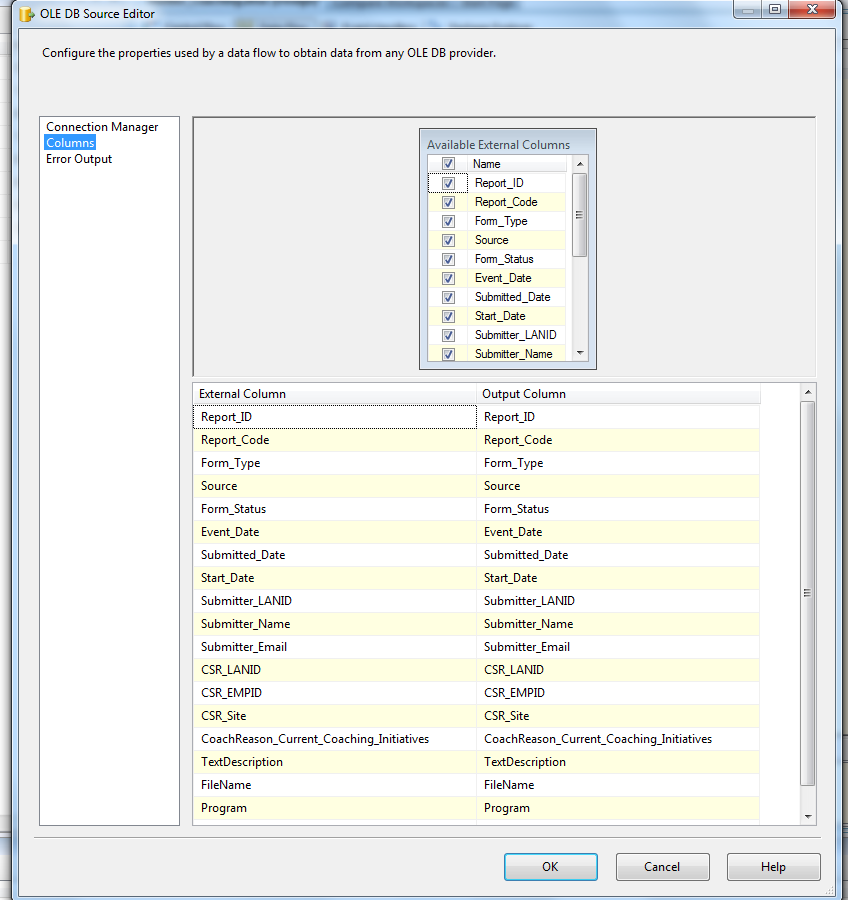 OLE DB Source Editor
Configure the properties used by a data flow to obtain data from any OLE DB provider.
Connection Manager
Columns
Error Output
Available External Columns
Name
Report_ID
Report_Code
Form_Type
Source
Form_Status
Event_Date
Submitted_Date
Start_Date
Submitter_LANID
Submitter_Name
External Column Output Column
Report_ID Report_ID
Report_Code Report_Code
Form_Type Form_Type
Source Source
Form_Status Form_Status
Event_Date Event_Date
Submitted_Date Submitted_Date
Start_Date Start_Date
Submitter_LANID Submitter_LANID
Submitter_Name Submitter_Name
Submitter_Email Submitter_Email
CSR_LANID CSR_LANID
CSR_EMPID CSR_EMPID
CSR_Site CSR_Site
CoachReason_Current_Coaching_Initiatives CoachReason_Current_Coaching_Initiatives
TextDescription TextDescription
FileName FileName
Program Program
OK Cancel Help